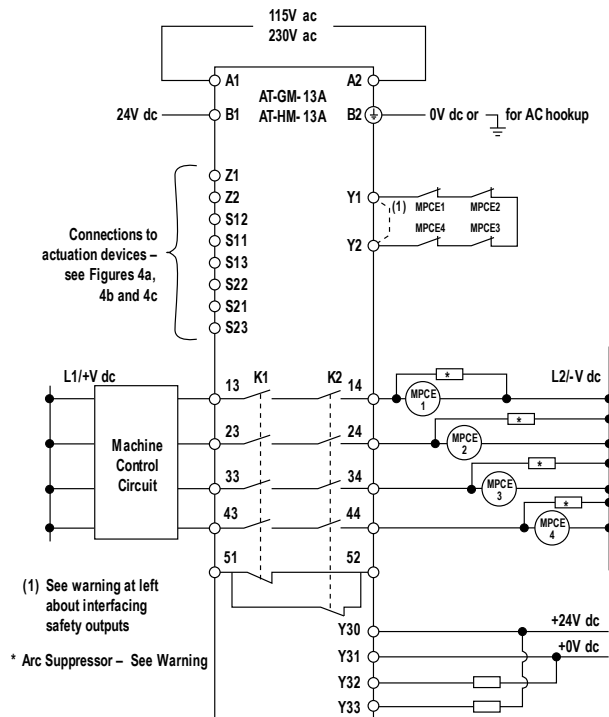 115V ac
230V ac
A1
A2
AT-GM-13A
AT-HM-13A
24V dc
B1
B2
0V dc or
for AC hookup
Z1
Z2
S12
S11
S13
S22
S21
S23
Connections to
actuation devices –
see Figures 4a,
4b and 4c
Y1
(1)
MPCE1
MPCE2
MPCE4
MPCE3
Y2
L1/+V dc
K1
K2
L2/-V dc
13
14
*
MPCE
1
23
24
*
MPCE
2
33
34
*
MPCE
3
43
44
*
MPCE
4
Machine
Control
Circuit
51
52
(1) See warning at left
about interfacing
safety outputs
* Arc Suppressor – See Warning
Y30
+24V dc
Y31
+0V dc
Y32
Y33